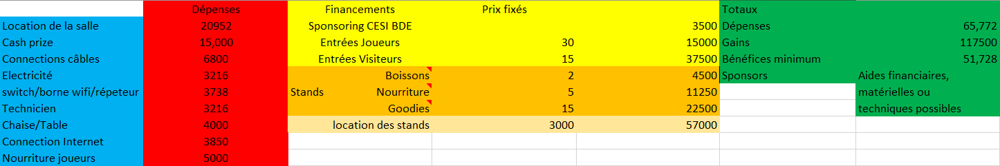 Dépenses Financements Prix fixés Totaux
Location de la salle 20952 Sponsoring CESI BDE 3500 Dépenses 65,772
Cash prize 15,000 Entrées Joueurs 30 15000 Gains 117500
Connections câbles 6800 Entrées Visiteurs 15 37500 Bénéfices minimum 51,728
Electricité 3216 Boissons 2 4500 Sponsors Aides financiaires,
switch/borne wifi/répeteur 3738 Stands Nourriture 5 11250 matérielles ou
Technicien 3216 Goodies 15 22500 techniques possibles
Chaise/Table 4000 location des stands 3000 57000
Connection Internet 3850
Nourriture joueurs 5000